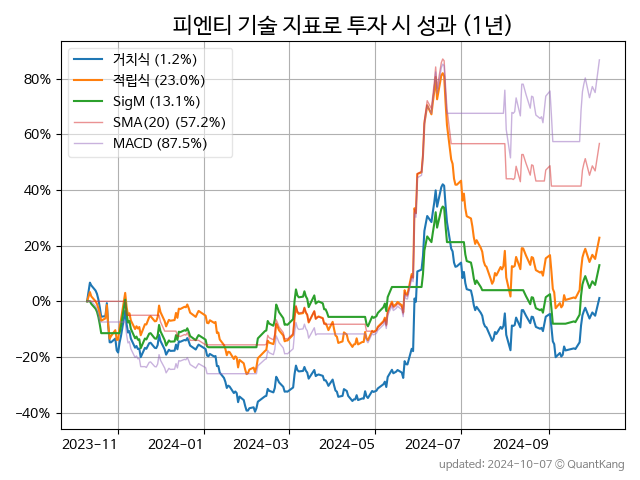 피엔티 기술 지표로 투자 시 성과 (1년)
거치식 (1.2%)
적립식 (23.0%)
SigM (13.1%)
SMA(20) (57.2%)
MACD (87.5%)
80%
60%
40%
20%
0%
−20%
−40%
2023-11
2024-01
2024-03
2024-05
2024-07
2024-09
updated: 2024-10-07 © QuantKang